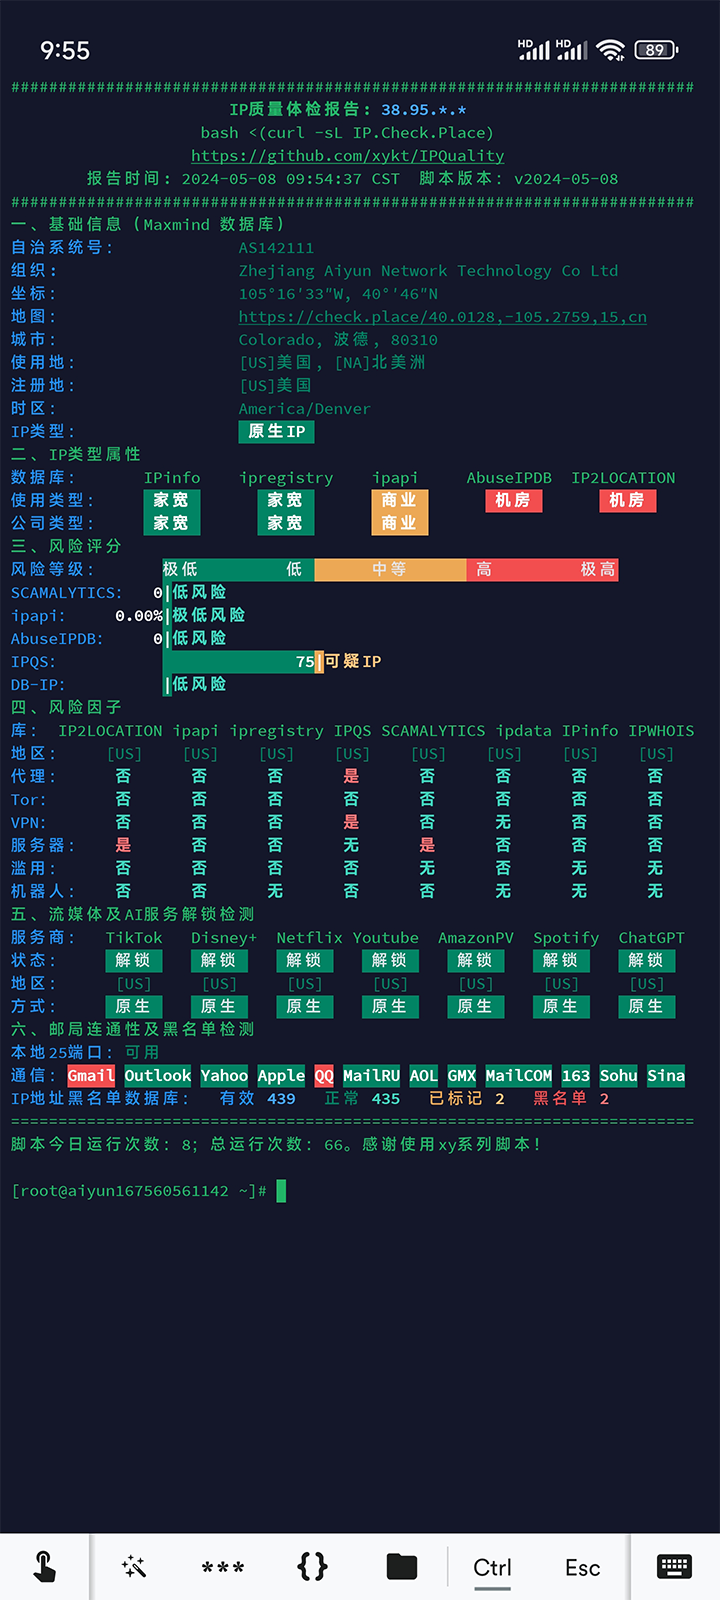 9:55
HD HD 89
########################################################################
IP质量体检报告: 38.95.*.*
bash <(curl -sL IP.Check.Place)
https://github.com/xykt/IPQuality
报告时间: 2024-05-08 09:54:37 CST 脚本版本: v2024-05-08
########################################################################
一、基础信息 (Maxmind 数据库)
自治系统号: AS142111
组织: Zhejiang Aiyun Network Technology Co Ltd
坐标: 105°16′33″W, 40°′46″N
地图: https://check.place/40.0128,-105.2759,15,cn
城市: Colorado, 波德, 80310
使用地: [US]美国, [NA]北美洲
注册地: [US]美国
时区: America/Denver
IP类型: 原生IP
二、IP类型属性
数据库: IPinfo ipregistry ipapi AbuseIPDB IP2LOCATION
使用类型: 家宽 家宽 商业 机房 机房
公司类型: 家宽 家宽 商业
三、风险评分
风险等级: 极低 低 中等 高 极高
SCAMALYTICS: 0|低风险
ipapi: 0.00%|极低风险
AbuseIPDB: 0|低风险
IPQS: 75|可疑IP
DB-IP: |低风险
四、风险因子
库: IP2LOCATION ipapi ipregistry IPQS SCAMALYTICS ipdata IPinfo IPWHOIS
地区: [US] [US] [US] [US] [US] [US] [US] [US]
代理: 否 否 否 是 否 否 否 否
Tor: 否 否 否 否 否 否 否 否
VPN: 否 否 否 是 否 无 否 否
服务器: 是 否 否 无 是 否 否 否
滥用: 否 否 否 否 无 否 无 无
机器人: 否 否 无 否 否 无 无 无
五、流媒体及AI服务解锁检测
服务商: TikTok Disney+ Netflix Youtube AmazonPV Spotify ChatGPT
状态: 解锁 解锁 解锁 解锁 解锁 解锁 解锁
地区: [US] [US] [US] [US] [US] [US] [US]
方式: 原生 原生 原生 原生 原生 原生 原生
六、邮局连通性及黑名单检测
本地25端口: 可用
通信: Gmail Outlook Yahoo Apple QQ MailRU AOL GMX MailCOM 163 Sohu Sina
IP地址黑名单数据库: 有效 439 正常 435 已标记 2 黑名单 2
========================================================================
脚本今日运行次数: 8; 总运行次数: 66。感谢使用xy系列脚本!
[root@aiyun167560561142 ~]#
*** {} Ctrl Esc